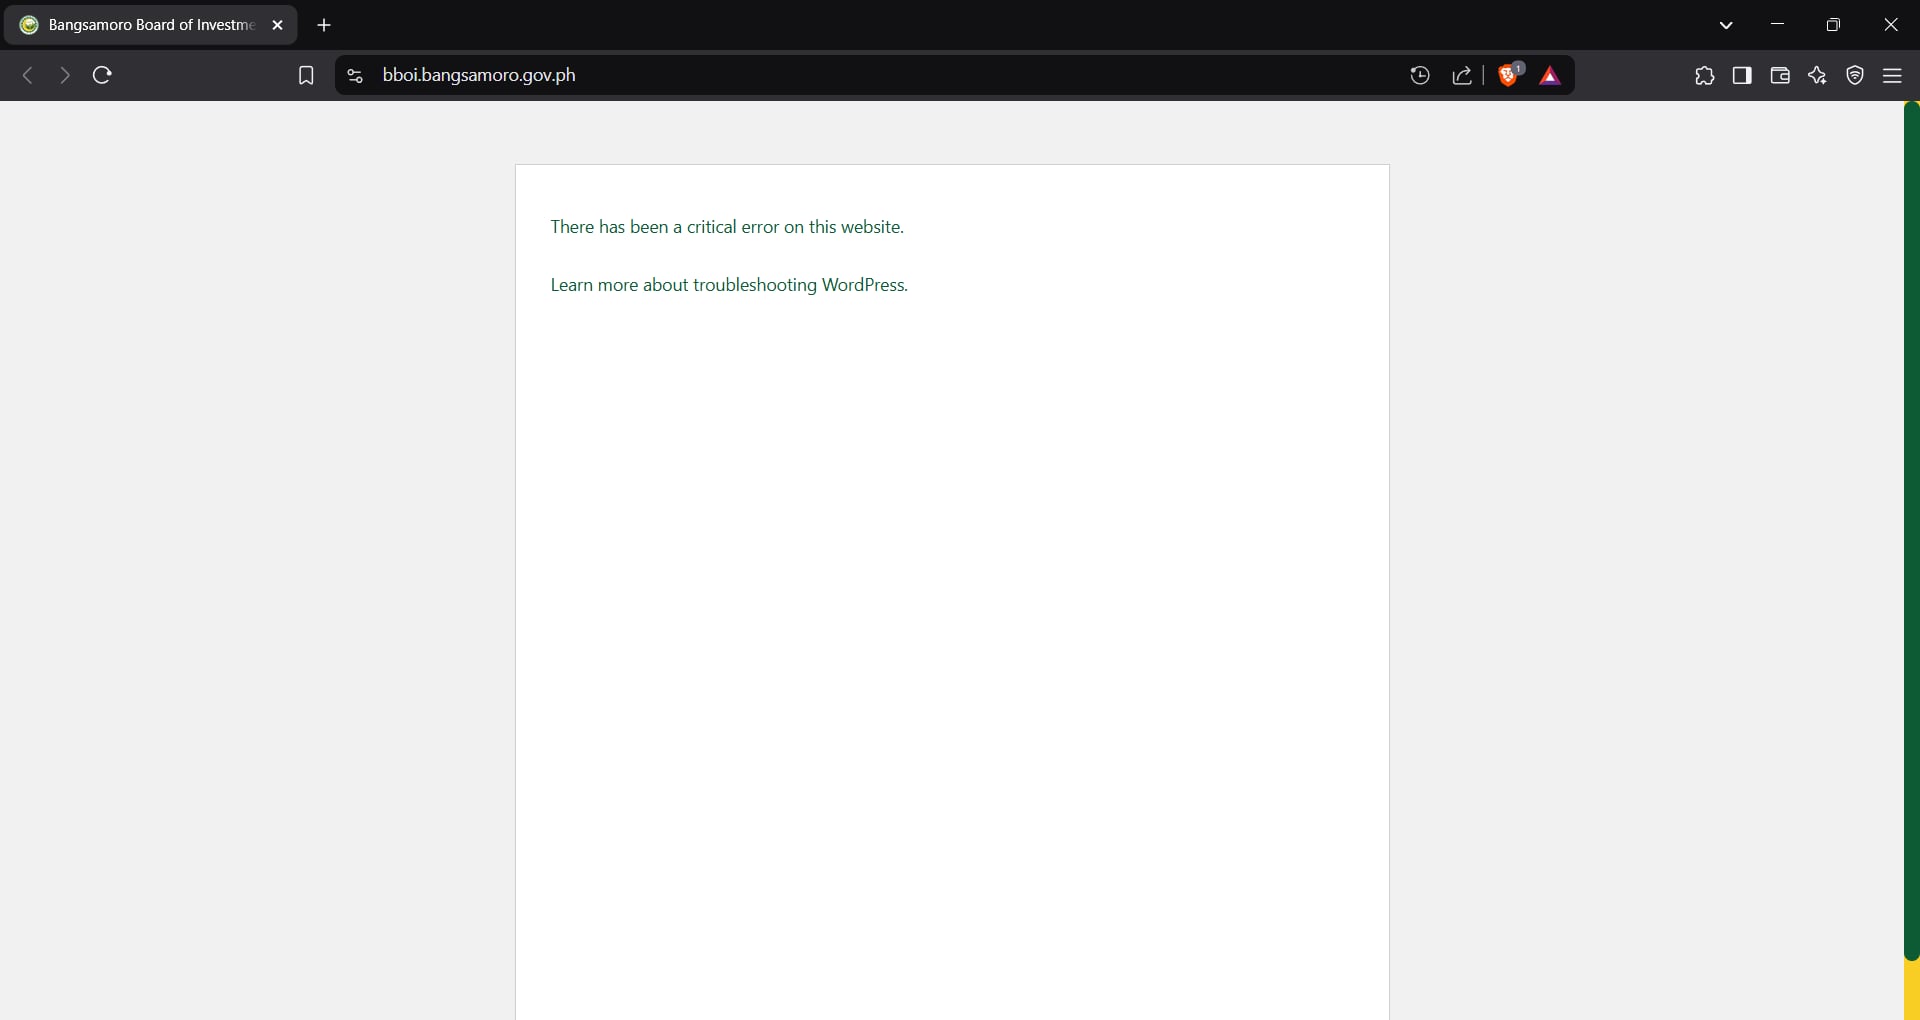 Bangsamoro Board of Investme
bboi.bangsamoro.gov.ph
1
There has been a critical error on this website.
Learn more about troubleshooting WordPress.